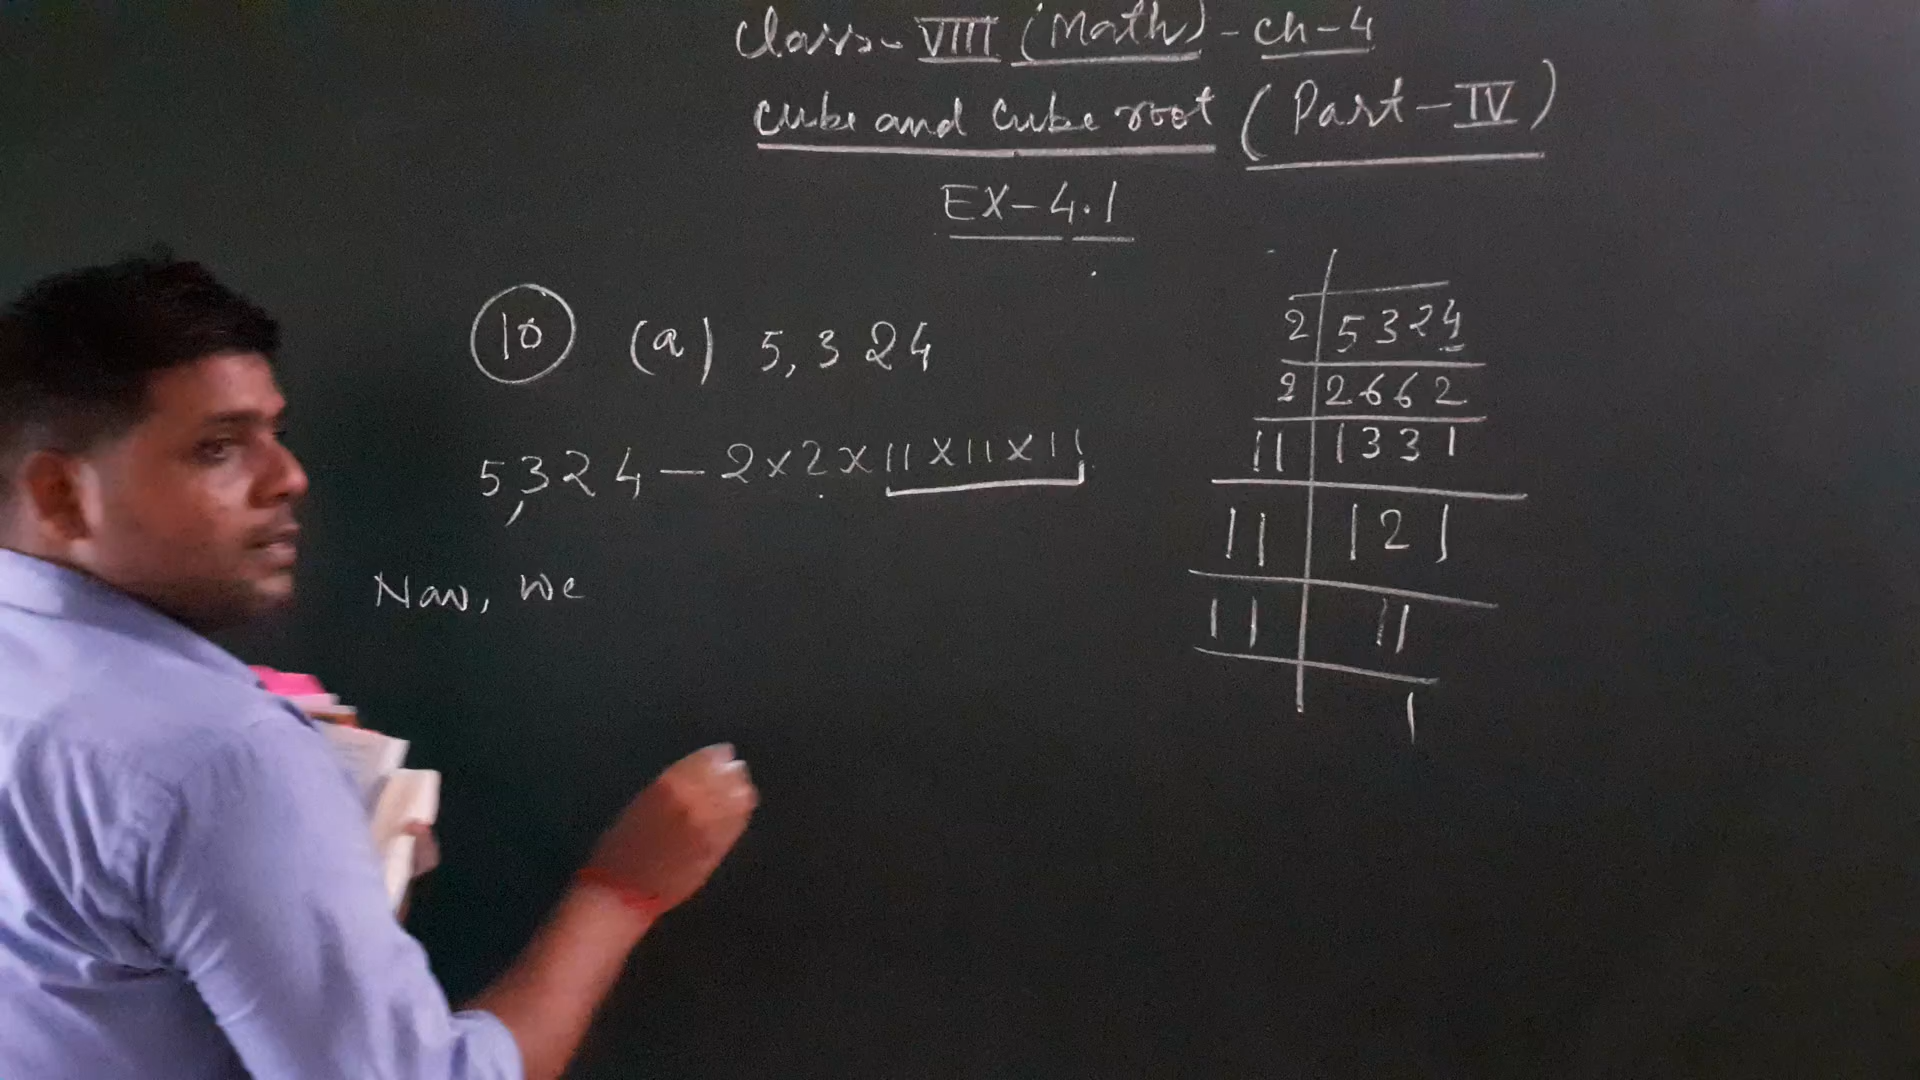 Class - VIII (Math) - Ch - 4
Cube and Cube root (Part - IV)
EX - 4.1
10 (a) 5,324
5,324 — 2 × 2 × 11 × 11 × 11
Now, we
2 | 5324
2 | 2662
11 | 1331
11 | 121
11 | 11
1